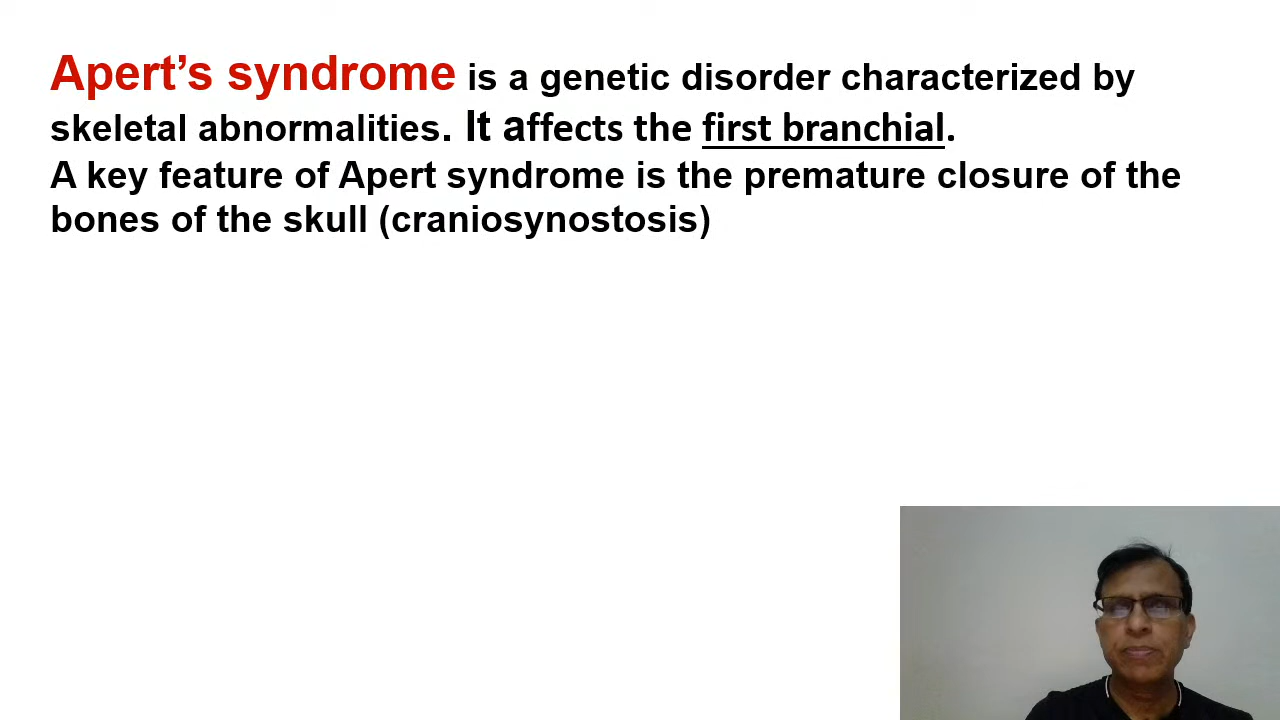 Apert’s syndrome is a genetic disorder characterized by
skeletal abnormalities. It affects the first branchial.
A key feature of Apert syndrome is the premature closure of the
bones of the skull (craniosynostosis)